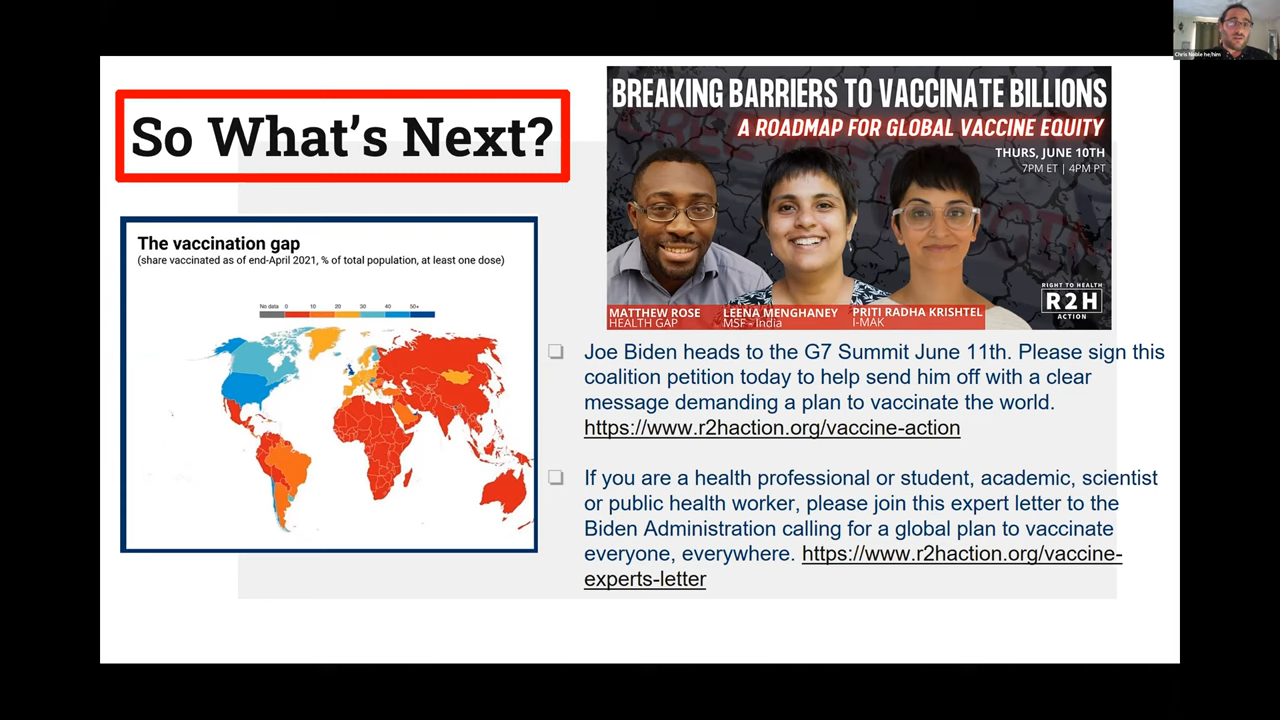 Chris Noble he/him
So What's Next?
BREAKING BARRIERS TO VACCINATE BILLIONS
A ROADMAP FOR GLOBAL VACCINE EQUITY
THURS, JUNE 10TH
7PM ET | 4PM PT
MATTHEW ROSE
HEALTH GAP
LEENA MENGHANEY
MSF - India
PRITI RADHA KRISHTEL
I-MAK
RIGHT TO HEALTH
R2H
ACTION
The vaccination gap
(share vaccinated as of end-April 2021, % of total population, at least one dose)
No data 0 10 20 30 40 50+
Joe Biden heads to the G7 Summit June 11th. Please sign this
coalition petition today to help send him off with a clear
message demanding a plan to vaccinate the world.
https://www.r2haction.org/vaccine-action
If you are a health professional or student, academic, scientist
or public health worker, please join this expert letter to the
Biden Administration calling for a global plan to vaccinate
everyone, everywhere. https://www.r2haction.org/vaccine-
experts-letter